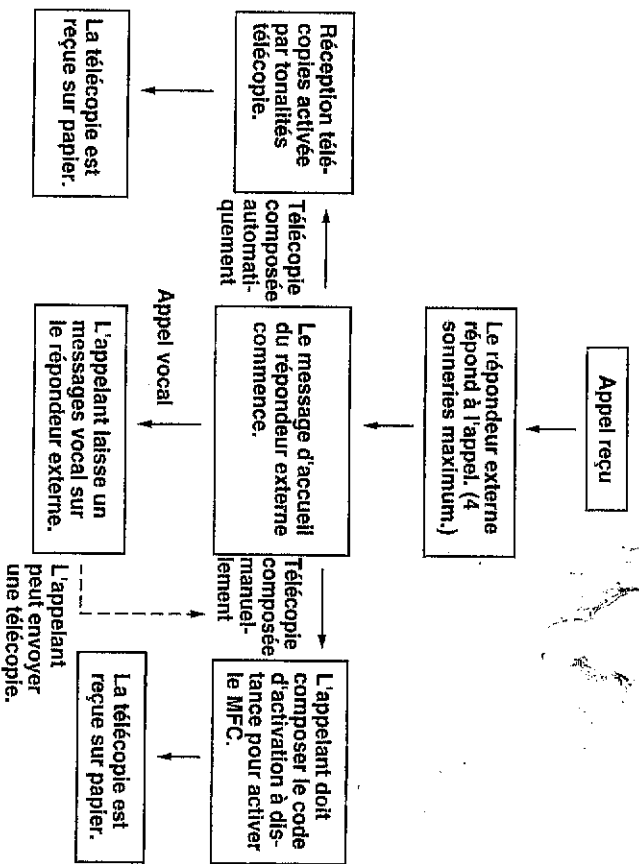 Appel reçu
Le répondeur externe
répond à l'appel. (4
sonneries maximum.)
Le message d'accueil
du répondeur externe
commence.
Télécopie
composée
automati-
quement
Réception télé-
copies activée
par tonalités
télécopie.
La télécopie est
reçue sur papier.
Appel vocal
L'appelant laisse un
messages vocal sur
le répondeur externe.
Télécopie
composée
manuel-
lement
L'appelant doit
composer le code
d'activation à dis-
tance pour activer
le MFC.
L'appelant
peut envoyer
une télécopie.
La télécopie est
reçue sur papier.